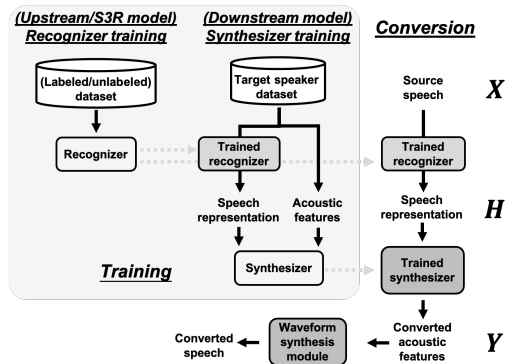 (Upstream/S3R model)
Recognizer training
(Labeled/unlabeled)
dataset
Recognizer
(Downstream model)
Synthesizer training
Target speaker
dataset
Trained
recognizer
Speech
representation
Acoustic
features
Synthesizer
Training
Conversion
Source
speech
X
Trained
recognizer
Speech
representation
H
Trained
synthesizer
Converted
acoustic
features
Y
Waveform
synthesis
module
Converted
speech